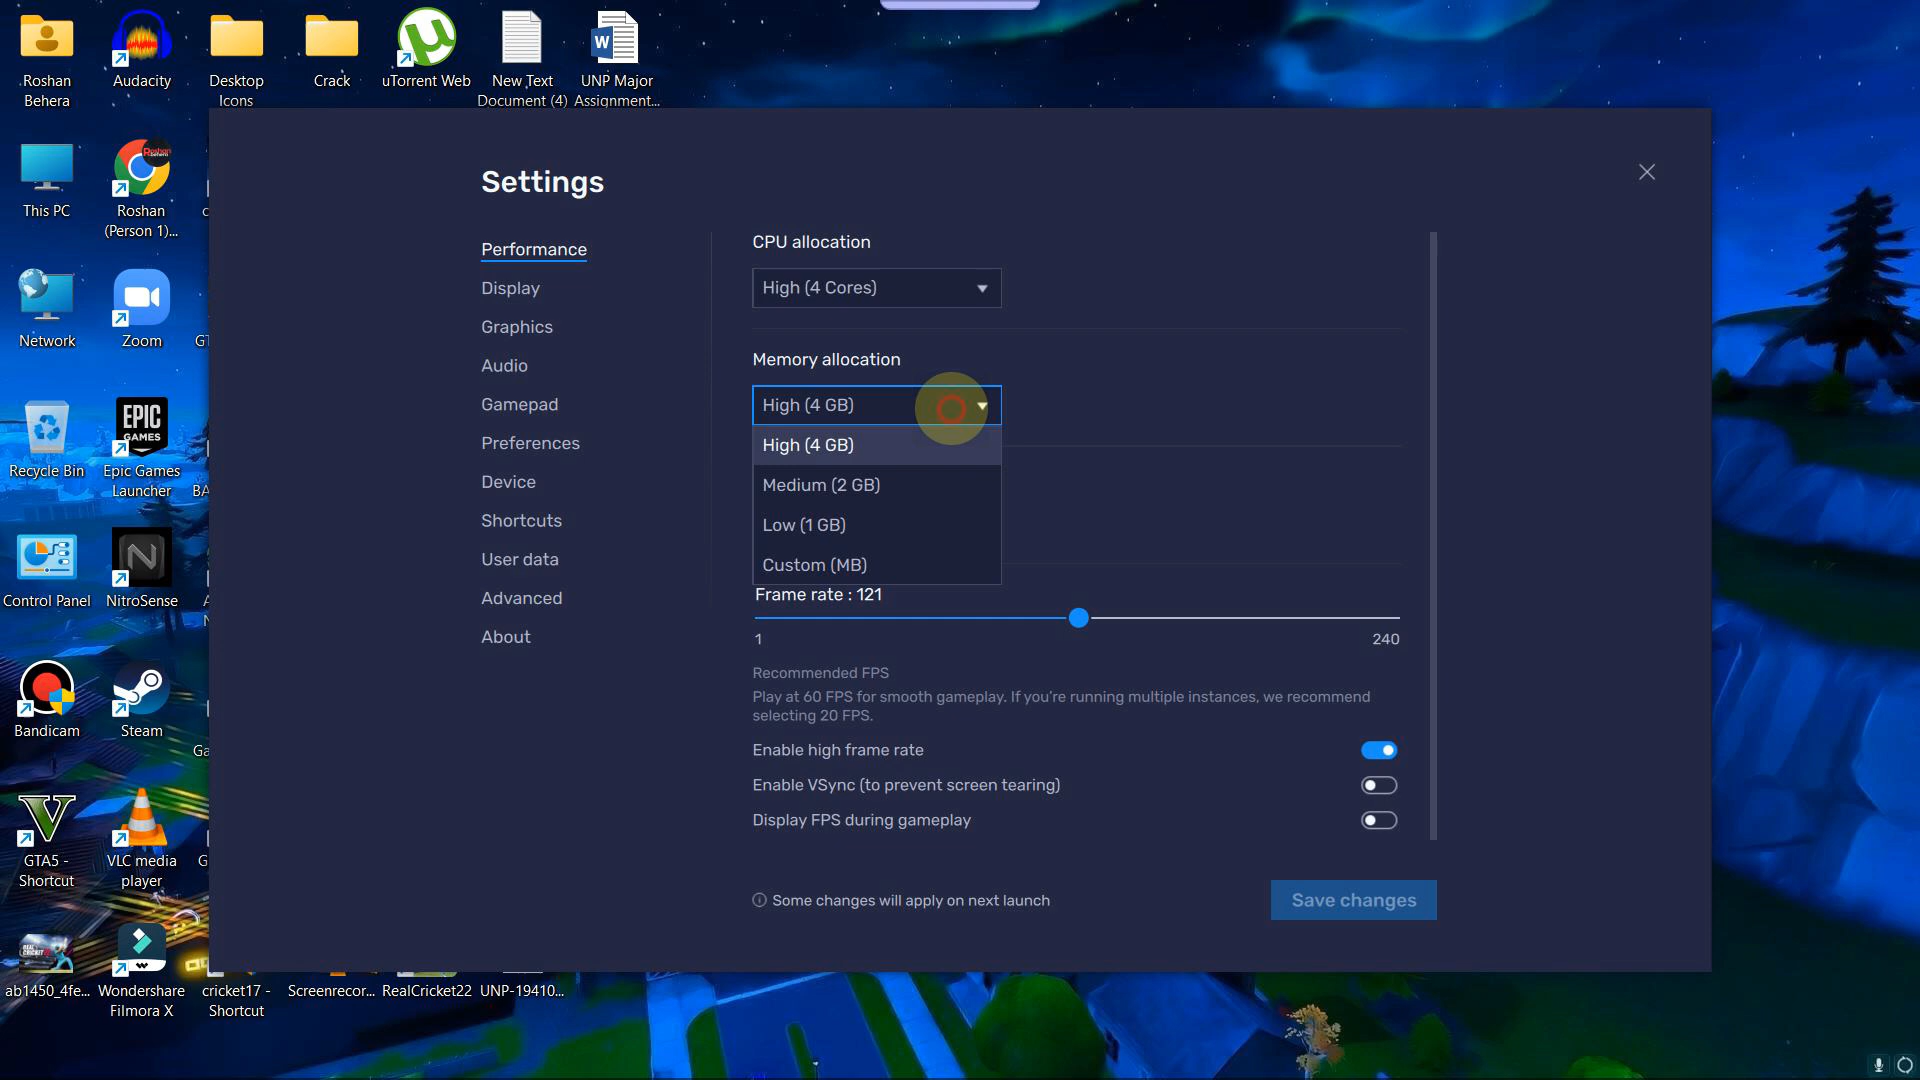 Roshan
Behera
Audacity
Desktop
Icons
Crack
uTorrent Web
New Text
Document (4)
UNP Major
Assignment...
This PC
Roshan
(Person 1)...
Network
Zoom
Recycle Bin
EPIC
GAMES
Epic Games
Launcher
Control Panel
NitroSense
Bandicam
Steam
GTA5 -
Shortcut
VLC media
player
ab1450_4fe...
Wondershare
Filmora X
cricket17 -
Shortcut
Screenrecor...
RealCricket22
UNP-19410...
Settings
Performance
Display
Graphics
Audio
Gamepad
Preferences
Device
Shortcuts
User data
Advanced
About
CPU allocation
High (4 Cores)
Memory allocation
High (4 GB)
High (4 GB)
Medium (2 GB)
Low (1 GB)
Custom (MB)
Frame rate : 121
1
240
Recommended FPS
Play at 60 FPS for smooth gameplay. If you're running multiple instances, we recommend
selecting 20 FPS.
Enable high frame rate
Enable VSync (to prevent screen tearing)
Display FPS during gameplay
Some changes will apply on next launch
Save changes